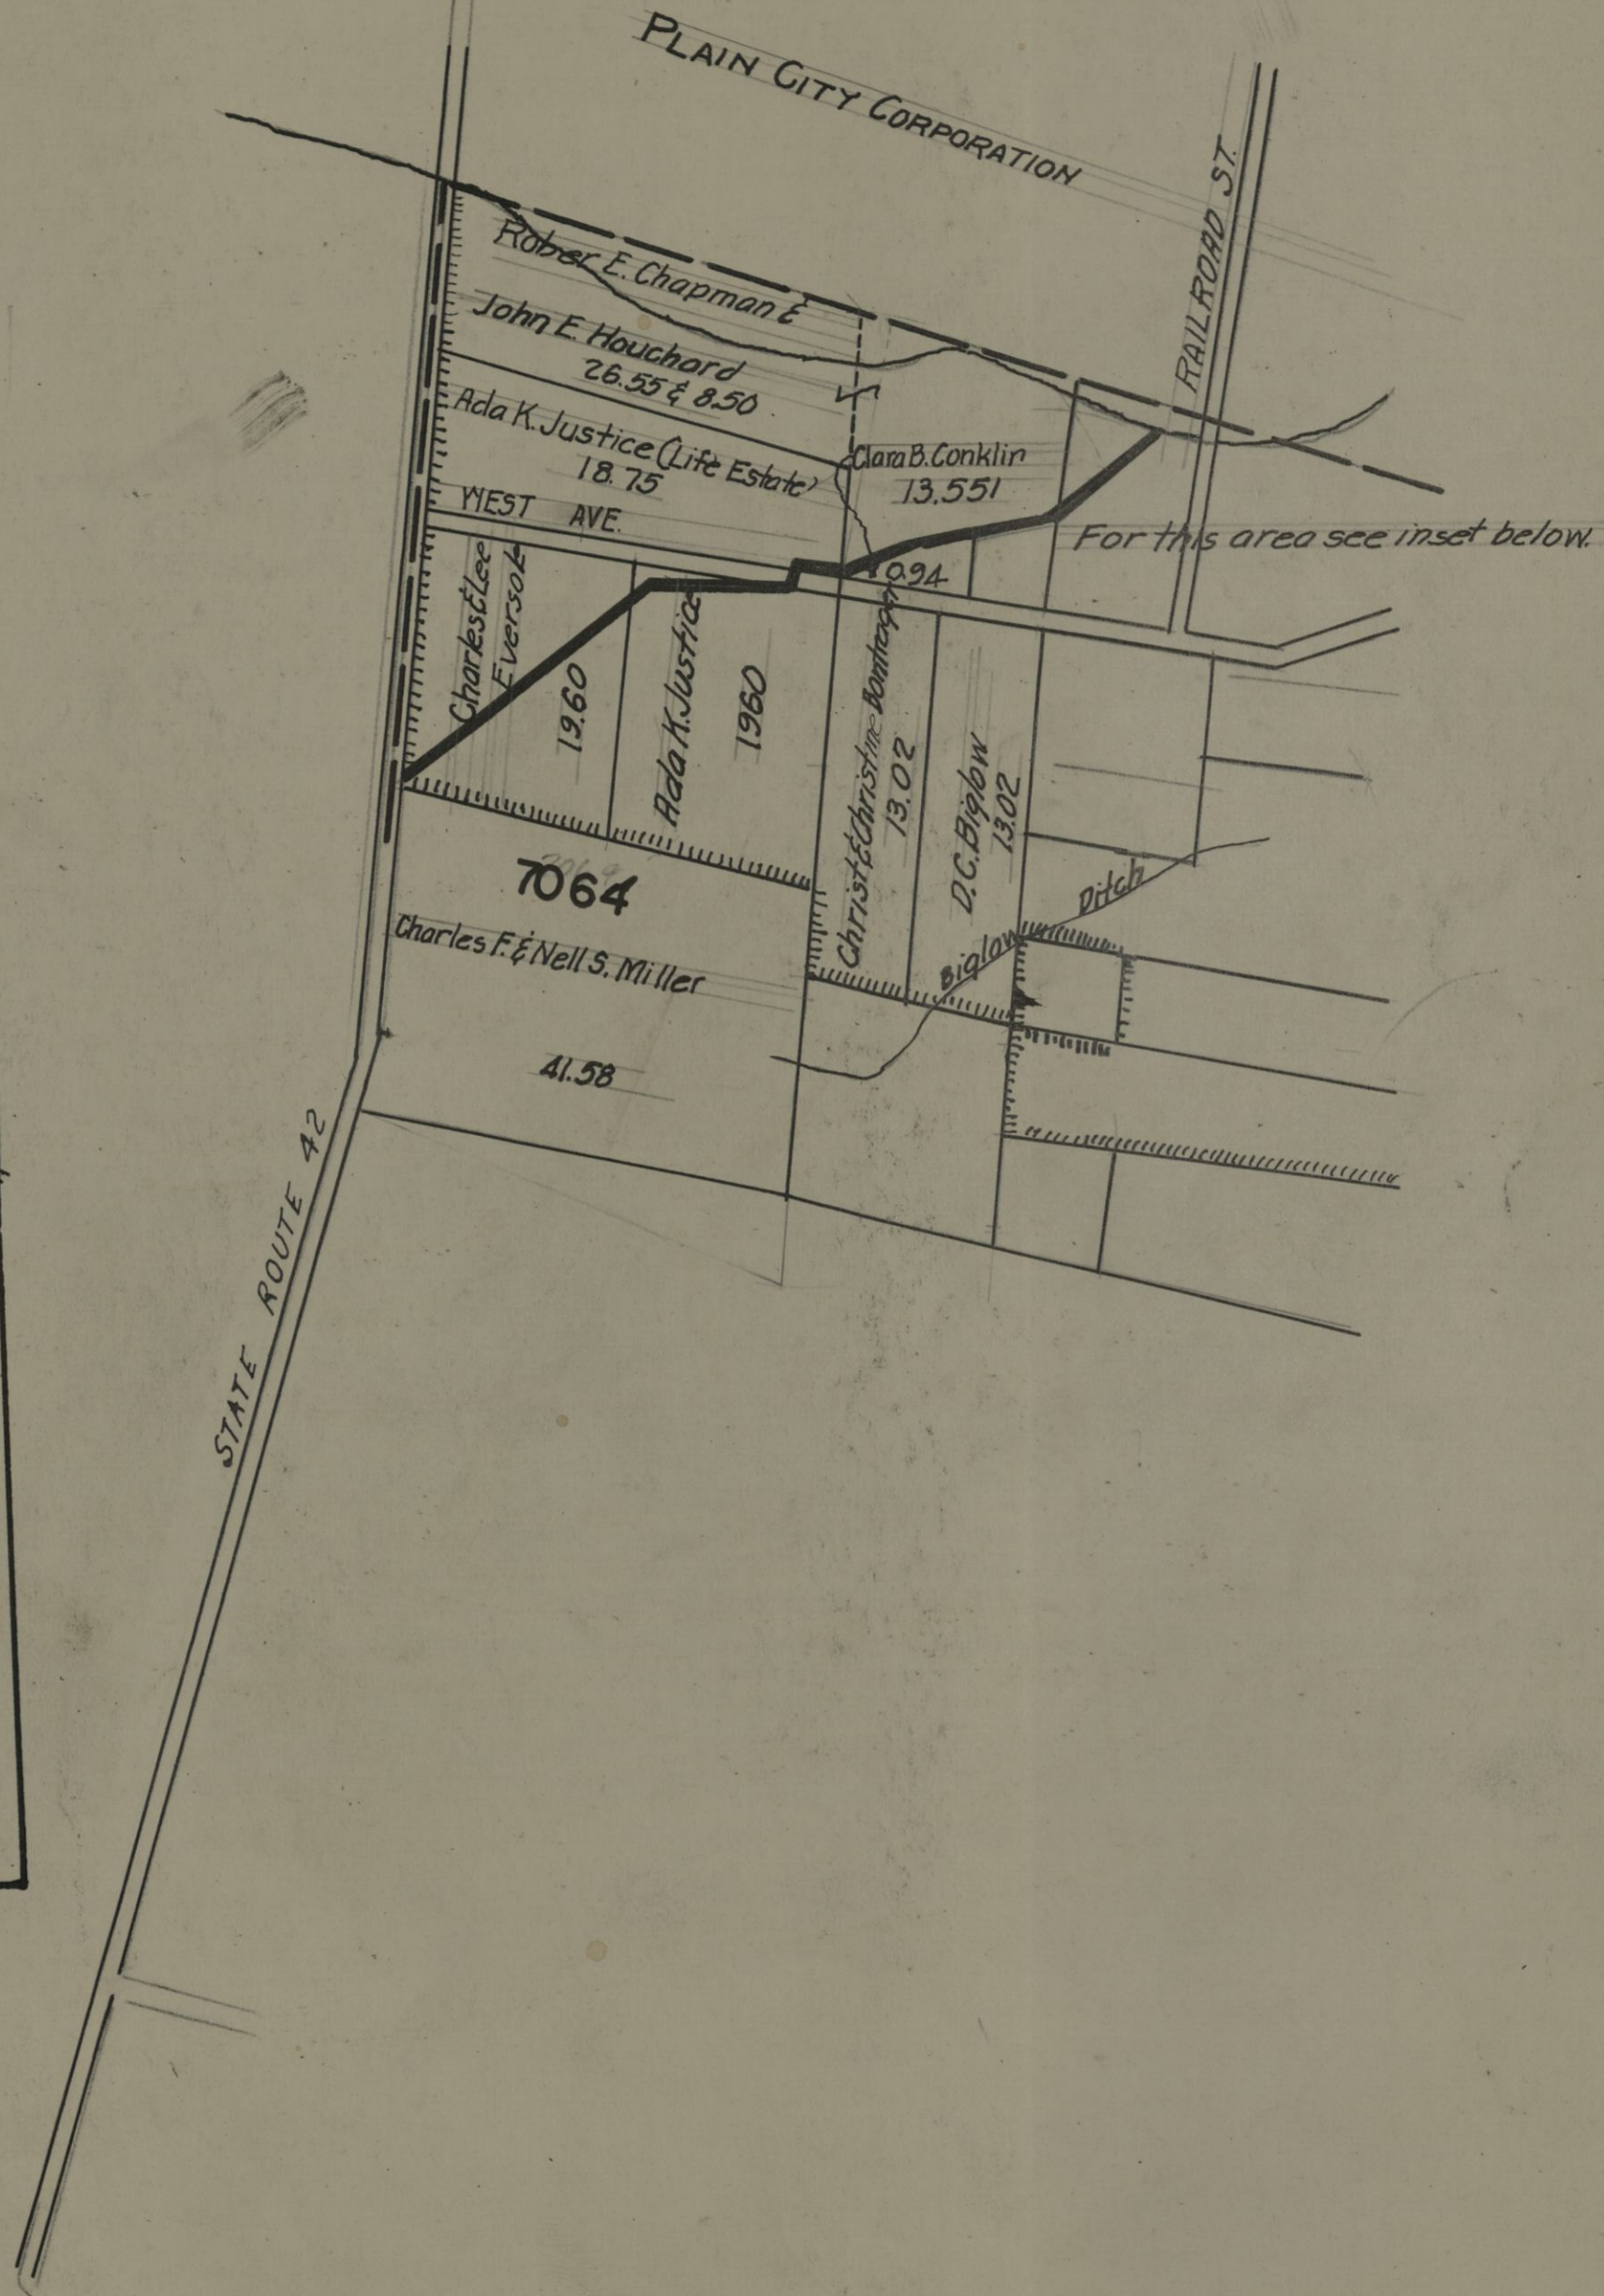 PLAIN CITY CORPORATION
RAILROAD ST.
Rober E. Chapman &
John E. Houchard
26.55 & 8.50
Ada K. Justice (Life Estate)
18.75
Clara B. Conklin
13.551
WEST AVE.
For this area see inset below.
0.94
Charles & Lee
Eversole
19.60
Ada K. Justice
1960
Christ & Christine Bontrager
13.02
D.C. Biglow
13.02
Biglow Ditch
7064
Charles F. & Nell S. Miller
41.58
STATE ROUTE 42